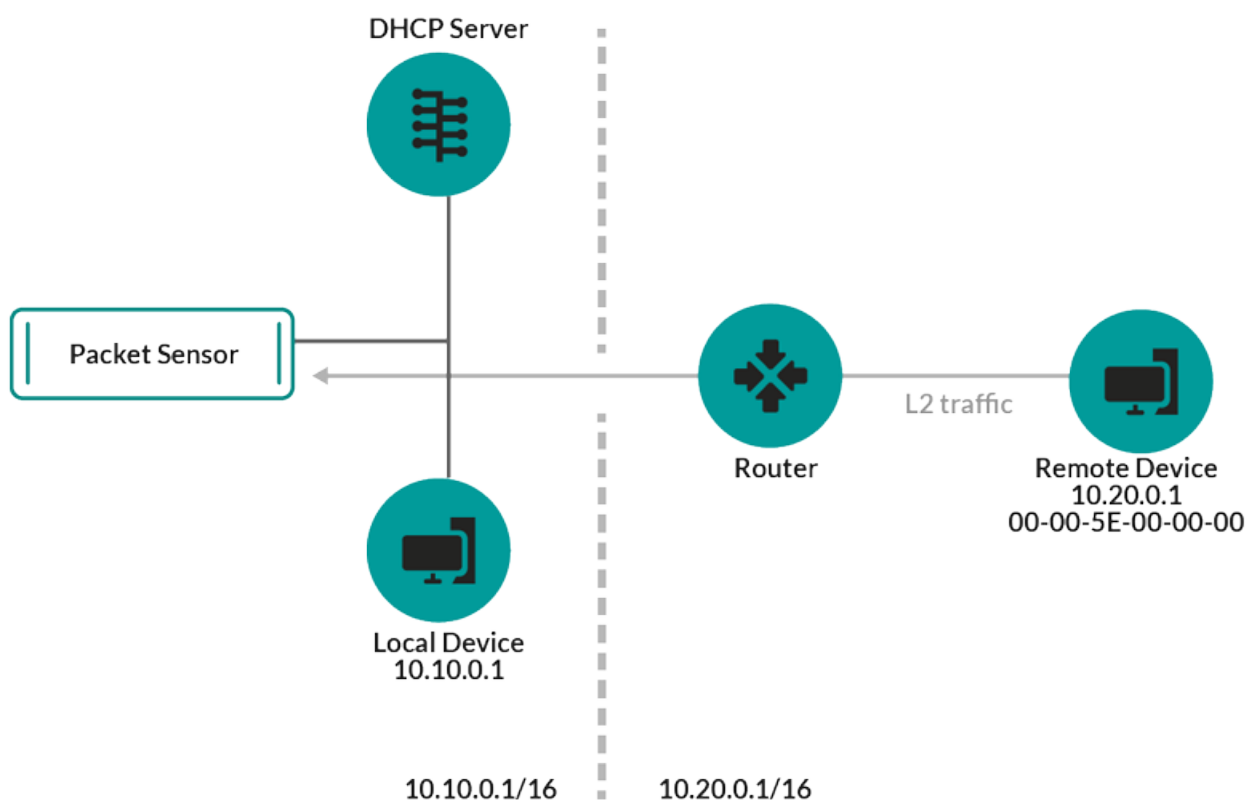 DHCP Server
Packet Sensor
L2 traffic
Router
Remote Device
10.20.0.1
00-00-5E-00-00-00
Local Device
10.10.0.1
10.10.0.1/16
10.20.0.1/16